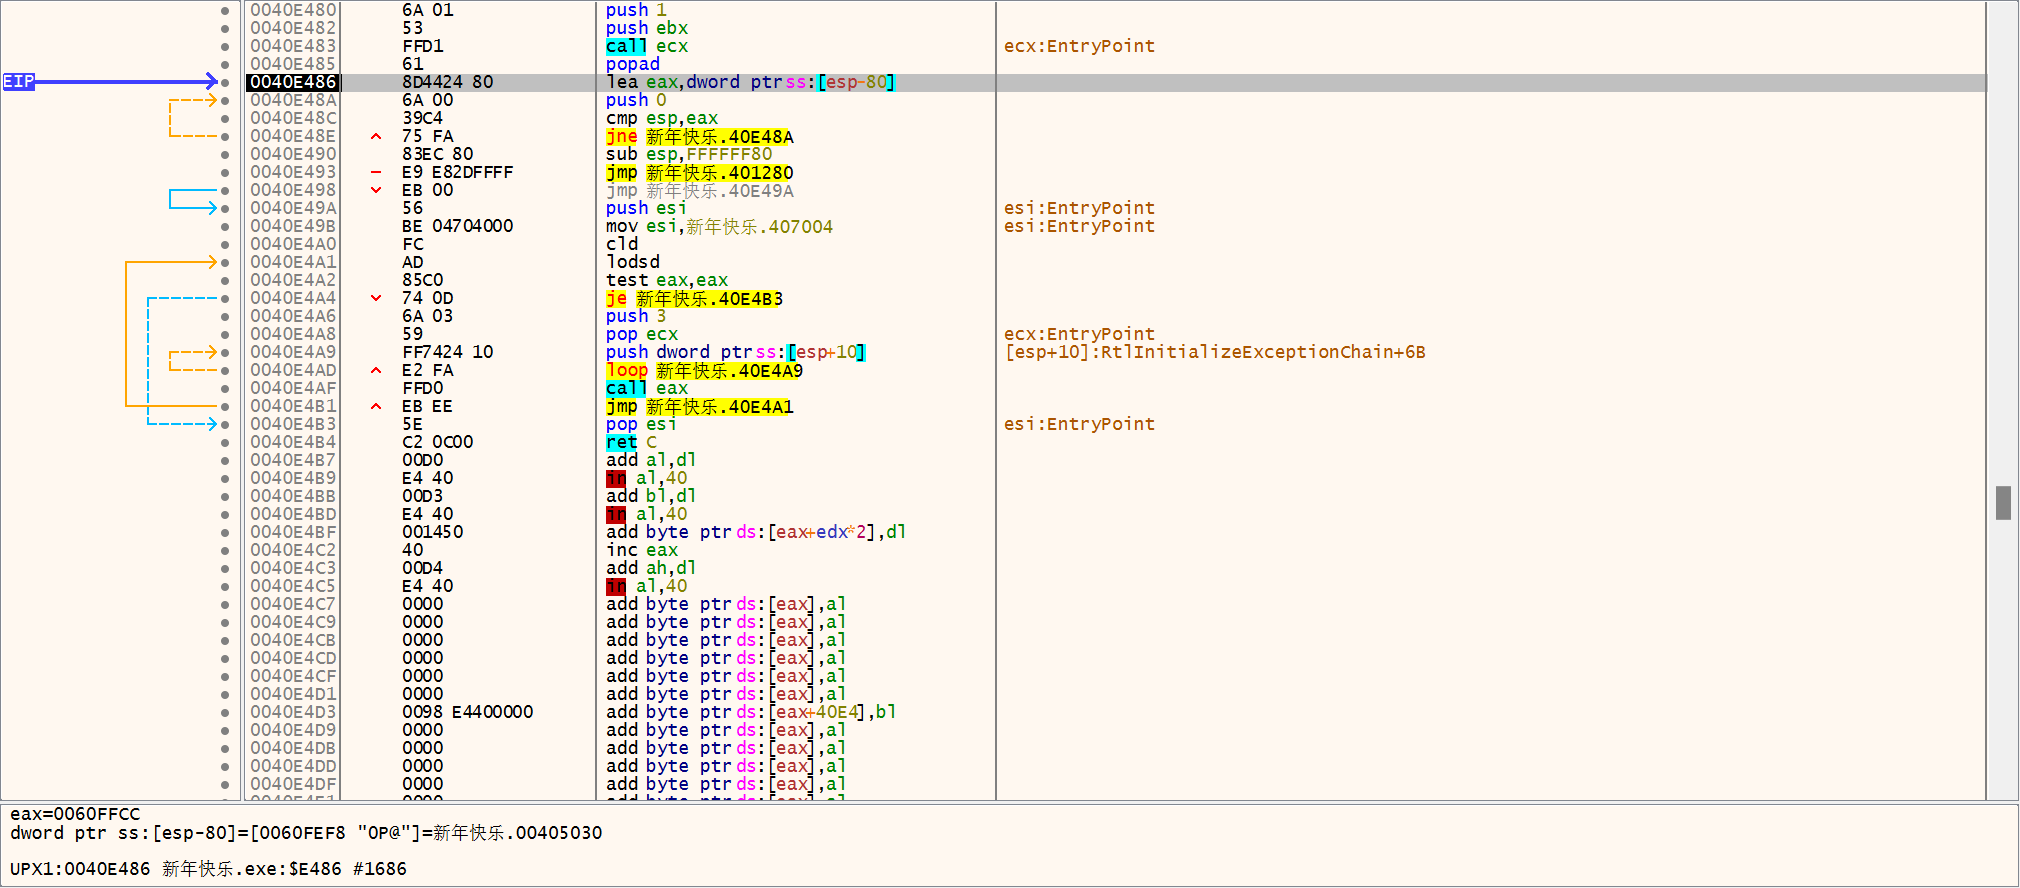 0040E480 6A 01 push 1
0040E482 53 push ebx
0040E483 FFD1 call ecx ecx:EntryPoint
0040E485 61 popad
EIP 0040E486 8D4424 80 lea eax,dword ptr ss:[esp-80]
0040E48A 6A 00 push 0
0040E48C 39C4 cmp esp,eax
0040E48E 75 FA jne 新年快乐.40E48A
0040E490 83EC 80 sub esp,FFFFFF80
0040E493 E9 E82DFFFF jmp 新年快乐.401280
0040E498 EB 00 jmp 新年快乐.40E49A
0040E49A 56 push esi esi:EntryPoint
0040E49B BE 04704000 mov esi,新年快乐.407004 esi:EntryPoint
0040E4A0 FC cld
0040E4A1 AD lodsd
0040E4A2 85C0 test eax,eax
0040E4A4 74 0D je 新年快乐.40E4B3
0040E4A6 6A 03 push 3
0040E4A8 59 pop ecx ecx:EntryPoint
0040E4A9 FF7424 10 push dword ptr ss:[esp+10] [esp+10]:RtlInitializeExceptionChain+6B
0040E4AD E2 FA loop 新年快乐.40E4A9
0040E4AF FFD0 call eax
0040E4B1 EB EE jmp 新年快乐.40E4A1
0040E4B3 5E pop esi esi:EntryPoint
0040E4B4 C2 0C00 ret C
0040E4B7 00D0 add al,dl
0040E4B9 E4 40 in al,40
0040E4BB 00D3 add bl,dl
0040E4BD E4 40 in al,40
0040E4BF 001450 add byte ptr ds:[eax+edx*2],dl
0040E4C2 40 inc eax
0040E4C3 00D4 add ah,dl
0040E4C5 E4 40 in al,40
0040E4C7 0000 add byte ptr ds:[eax],al
0040E4C9 0000 add byte ptr ds:[eax],al
0040E4CB 0000 add byte ptr ds:[eax],al
0040E4CD 0000 add byte ptr ds:[eax],al
0040E4CF 0000 add byte ptr ds:[eax],al
0040E4D1 0000 add byte ptr ds:[eax],al
0040E4D3 0098 E4400000 add byte ptr ds:[eax+40E4],bl
0040E4D9 0000 add byte ptr ds:[eax],al
0040E4DB 0000 add byte ptr ds:[eax],al
0040E4DD 0000 add byte ptr ds:[eax],al
0040E4DF 0000 add byte ptr ds:[eax],al
eax=0060FFCC
dword ptr ss:[esp-80]=[0060FEF8 "0P@"]=新年快乐.00405030
UPX1:0040E486 新年快乐.exe:$E486 #1686